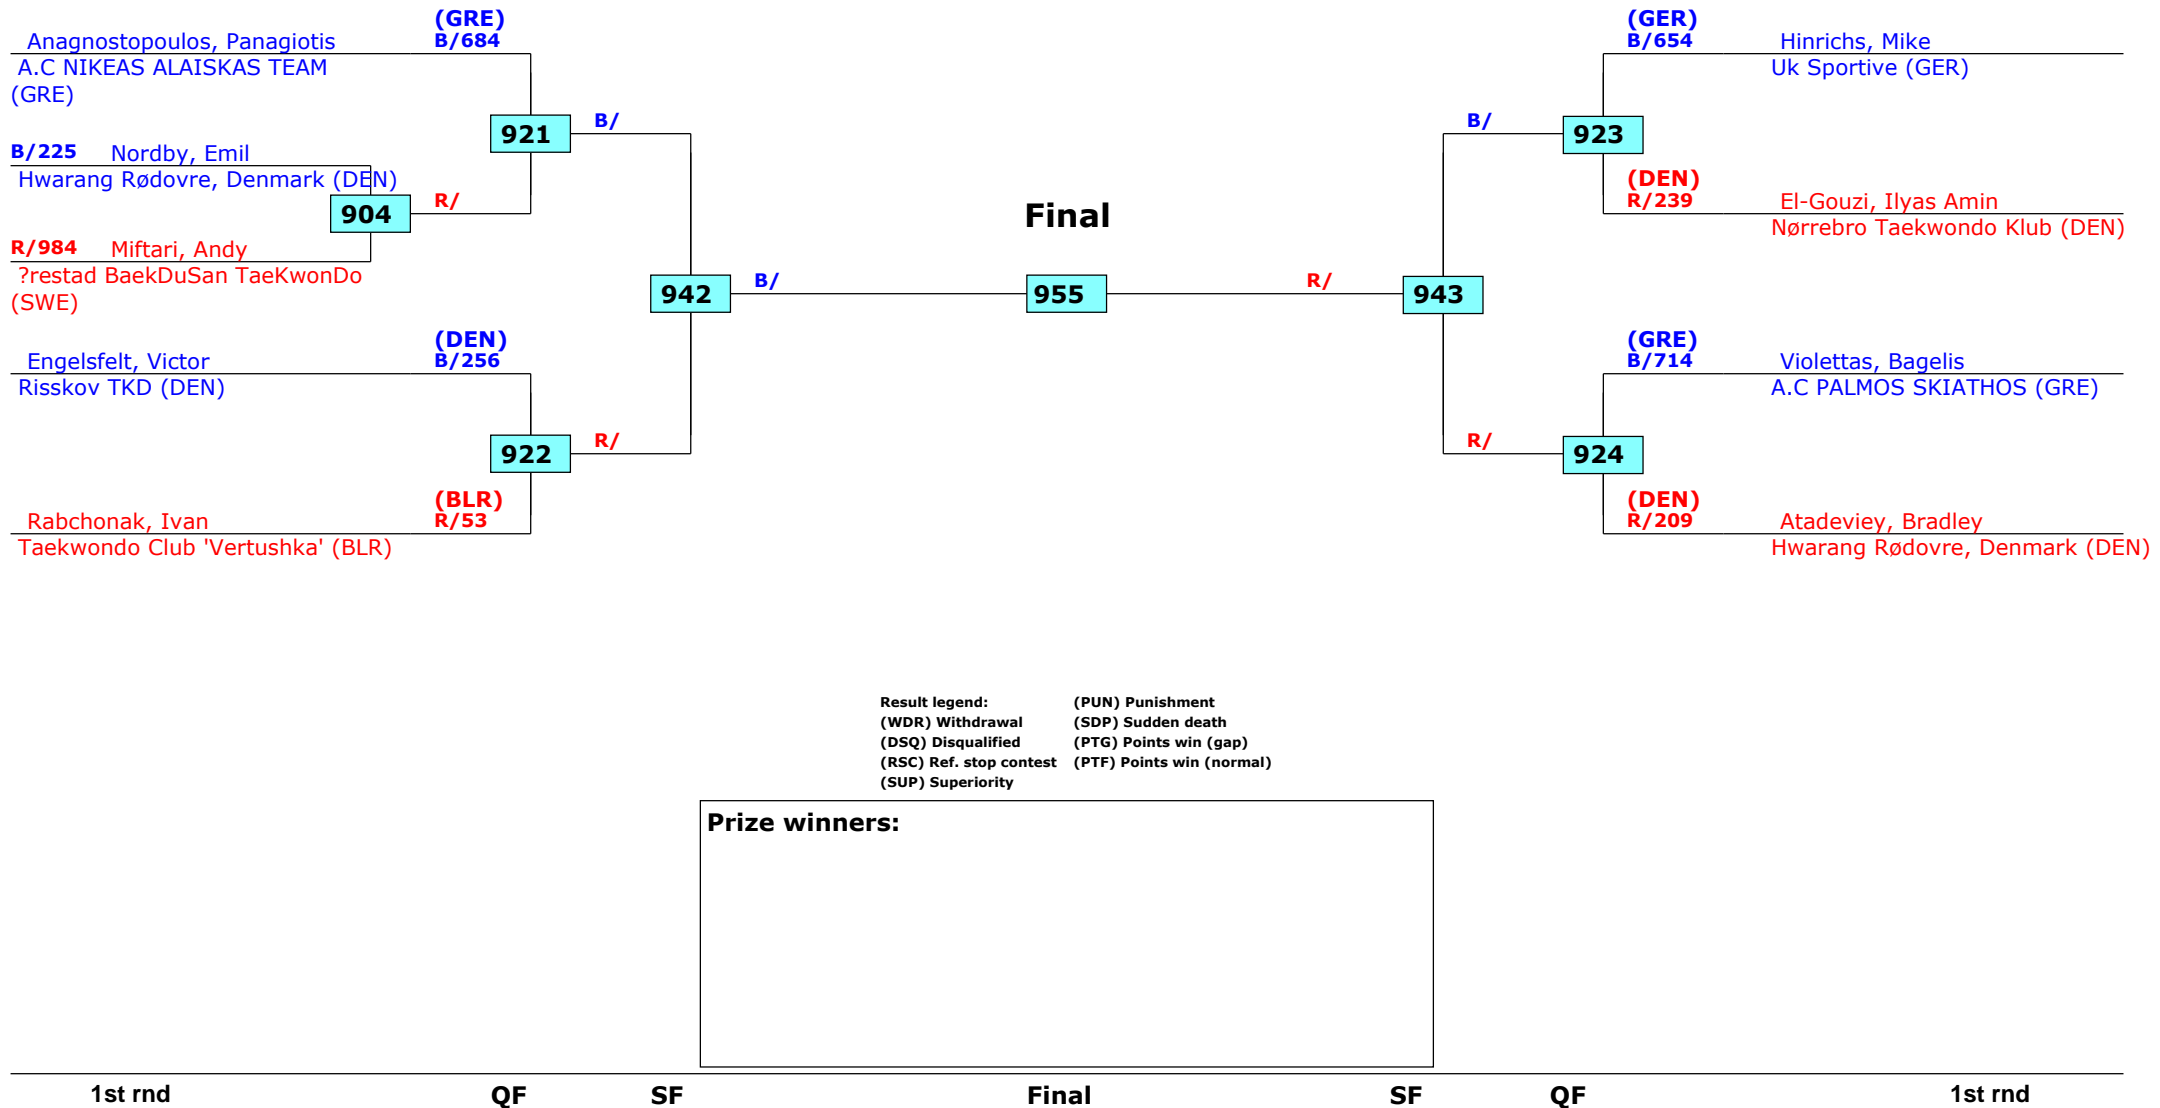 (GRE)
Anagnostopoulos, Panagiotis B/684
A.C NIKEAS ALAISKAS TEAM
(GRE)
921
B/
B/225 Nordby, Emil
Hwarang Rødovre, Denmark (DEN)
904
R/
R/984 Miftari, Andy
?restad BaekDuSan TaeKwonDo
(SWE)
942
B/
(DEN)
Engelsfelt, Victor B/256
Risskov TKD (DEN)
922
R/
(BLR)
Rabchonak, Ivan R/53
Taekwondo Club 'Vertushka' (BLR)
Final
955
(GER)
B/654 Hinrichs, Mike
Uk Sportive (GER)
B/
923
(DEN)
R/239 El-Gouzi, Ilyas Amin
Nørrebro Taekwondo Klub (DEN)
R/
943
(GRE)
B/714 Violettas, Bagelis
A.C PALMOS SKIATHOS (GRE)
R/
924
(DEN)
R/209 Atadeviey, Bradley
Hwarang Rødovre, Denmark (DEN)
Result legend: (PUN) Punishment
(WDR) Withdrawal (SDP) Sudden death
(DSQ) Disqualified (PTG) Points win (gap)
(RSC) Ref. stop contest (PTF) Points win (normal)
(SUP) Superiority
Prize winners:
1st rnd QF SF Final SF QF 1st rnd